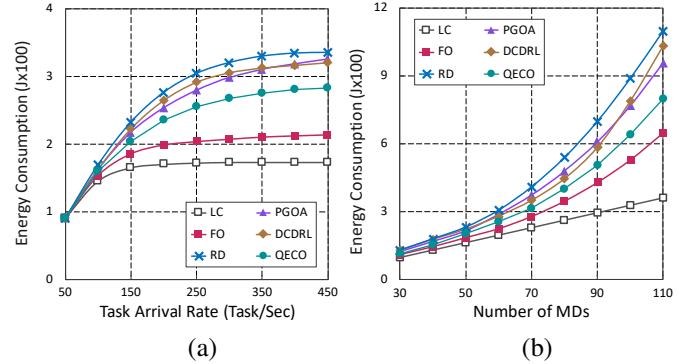 4
3
2
1
0
Energy Consumption (Jx100)
50
150
250
350
450
Task Arrival Rate (Task/Sec)
LC
PGOA
FO
DCDRL
RD
QECO
(a)
12
9
6
3
0
Energy Consumption (Jx100)
30
50
70
90
110
Number of MDs
LC
PGOA
FO
DCDRL
RD
QECO
(b)